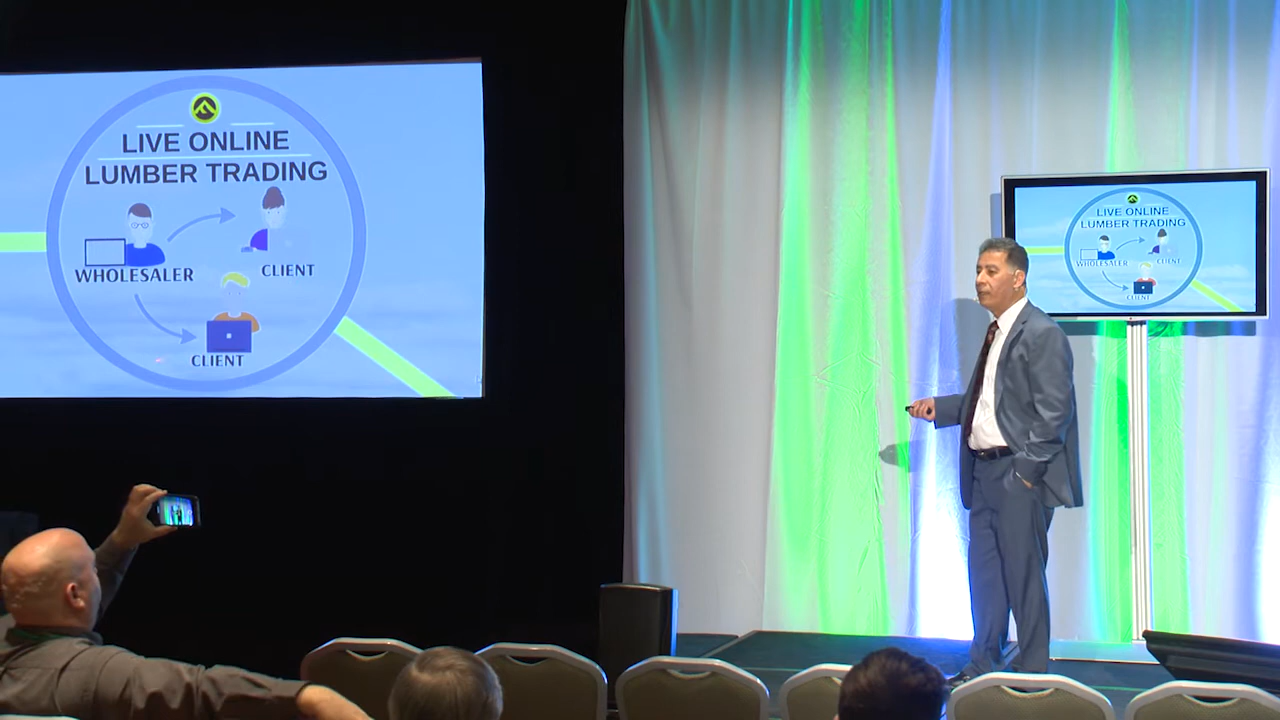 LIVE ONLINE
LUMBER TRADING
WHOLESALER
CLIENT
CLIENT
LIVE ONLINE
LUMBER TRADING
WHOLESALER
CLIENT
CLIENT